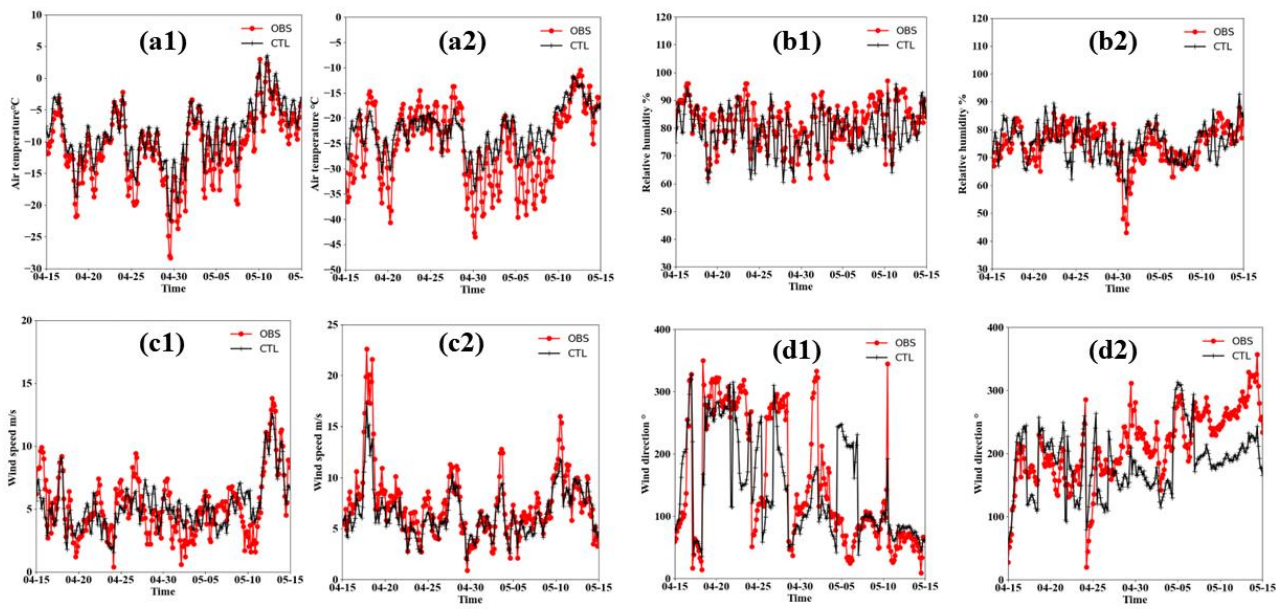 (a1)
OBS
CTL
Air temperature°C
10
5
0
−5
−10
−15
−20
−25
−30
04-15 04-20 04-25 04-30 05-05 05-10 05-
Time
(a2)
OBS
CTL
Air temperature °C
0
−5
−10
−15
−20
−25
−30
−35
−40
−45
−50
04-15 04-20 04-25 04-30 05-05 05-10 05-15
Time
(b1)
OBS
CTL
Relative humidity %
120
110
100
90
80
70
60
50
40
30
04-15 04-20 04-25 04-30 05-05 05-10 05-15
Time
(b2)
OBS
CTL
Relative humidity %
120
110
100
90
80
70
60
50
40
30
04-15 04-20 04-25 04-30 05-05 05-10 05-15
Time
(c1)
OBS
CTL
Wind speed m/s
20
15
10
5
0
04-15 04-20 04-25 04-30 05-05 05-10 05-15
Time
(c2)
OBS
CTL
Wind speed m/s
25
20
15
10
5
0
04-15 04-20 04-25 04-30 05-05 05-10 05-15
Time
(d1)
OBS
CTL
Wind direction °
400
300
200
100
0
04-15 04-20 04-25 04-30 05-05 05-10 05-15
Time
(d2)
OBS
CTL
Wind direction °
400
300
200
100
0
04-15 04-20 04-25 04-30 05-05 05-10 05-15
Time